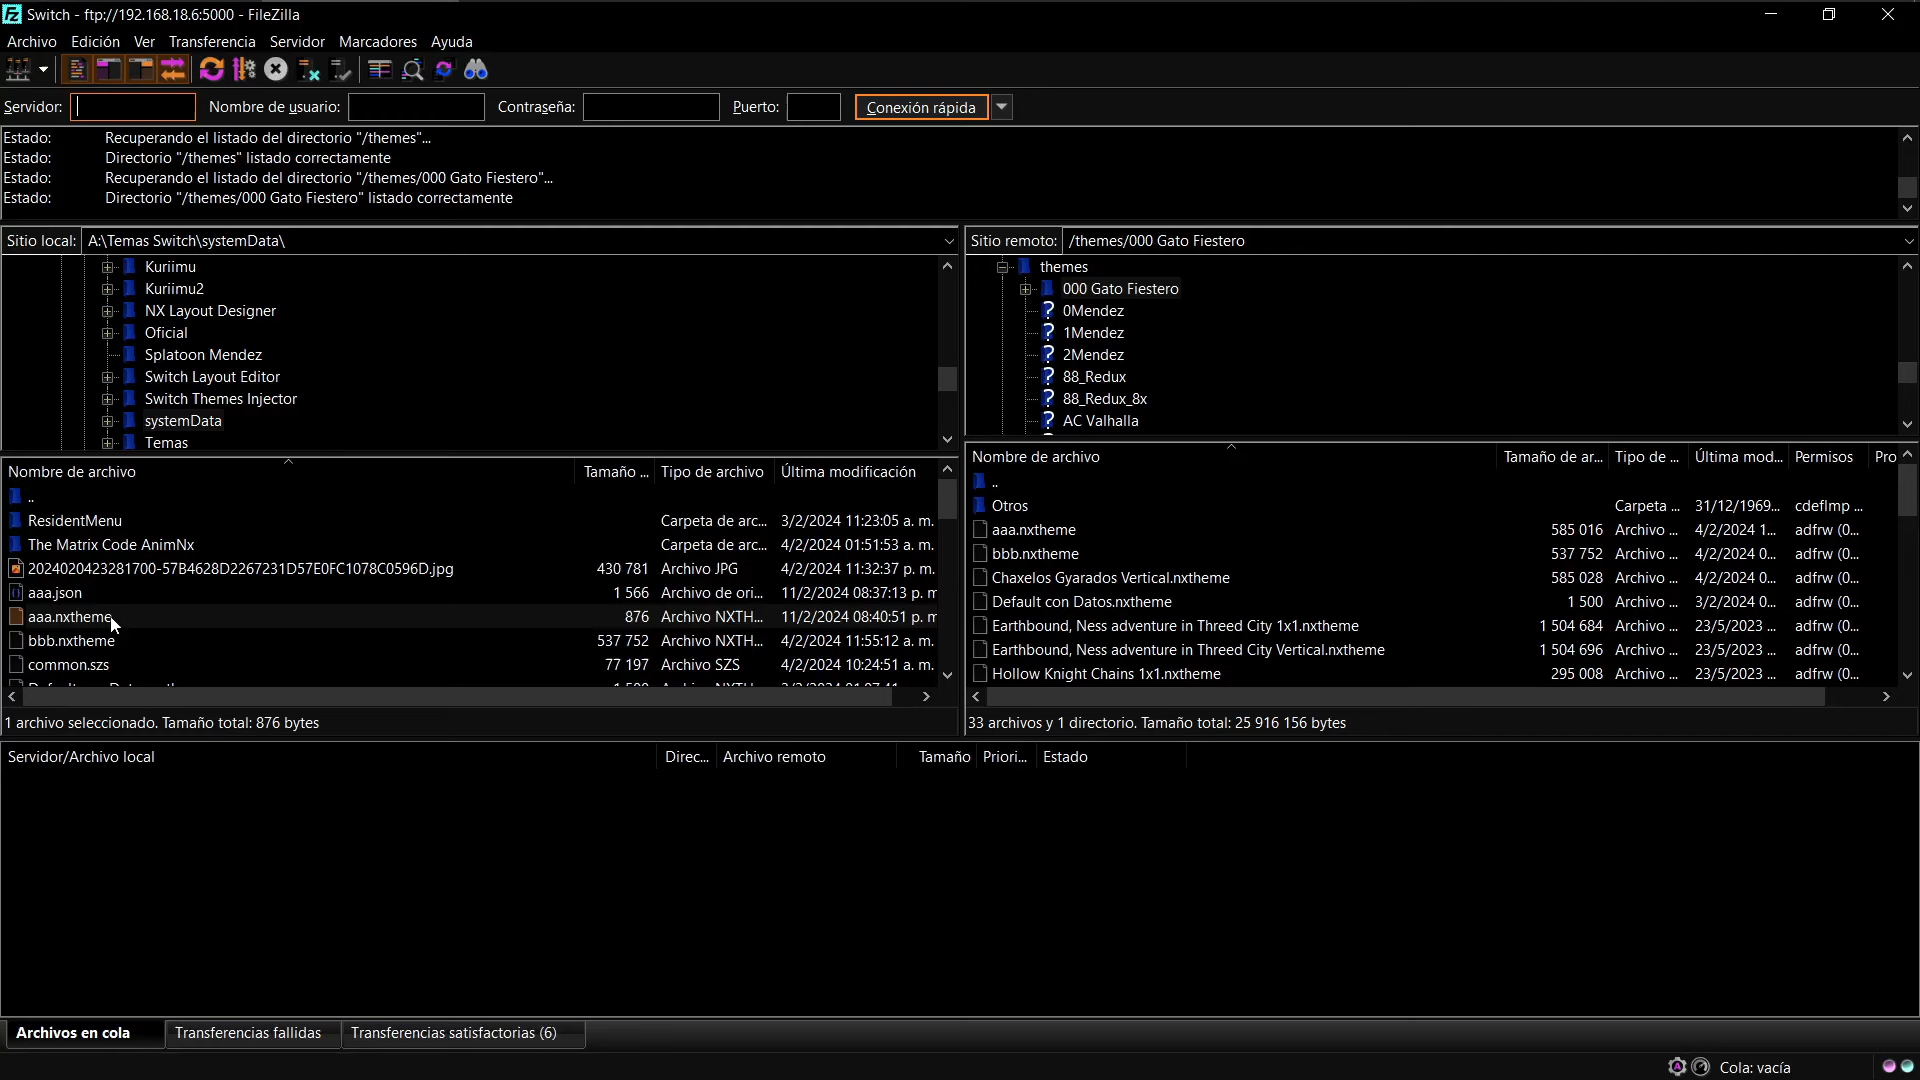 Switch - ftp://192.168.18.6:5000 - FileZilla
Archivo Edición Ver Transferencia Servidor Marcadores Ayuda
Servidor: Nombre de usuario: Contraseña: Puerto: Conexión rápida
Estado: Recuperando el listado del directorio "/themes"...
Estado: Directorio "/themes" listado correctamente
Estado: Recuperando el listado del directorio "/themes/000 Gato Fiestero"...
Estado: Directorio "/themes/000 Gato Fiestero" listado correctamente
Sitio local: A:\Temas Switch\systemData\
Kuriimu
Kuriimu2
NX Layout Designer
Oficial
Splatoon Mendez
Switch Layout Editor
Switch Themes Injector
systemData
Temas
Nombre de archivo Tamaño ... Tipo de archivo Última modificación
..
ResidentMenu Carpeta de arc... 3/2/2024 11:23:05 a. m.
The Matrix Code AnimNx Carpeta de arc... 4/2/2024 01:51:53 a. m.
2024020423281700-57B4628D2267231D57E0FC1078C0596D.jpg 430 781 Archivo JPG 4/2/2024 11:32:37 p. m.
aaa.json 1 566 Archivo de ori... 11/2/2024 08:37:13 p. m
aaa.nxtheme 876 Archivo NXTH... 11/2/2024 08:40:51 p. m
bbb.nxtheme 537 752 Archivo NXTH... 4/2/2024 11:55:12 a. m.
common.szs 77 197 Archivo SZS 4/2/2024 10:24:51 a. m.
1 archivo seleccionado. Tamaño total: 876 bytes
Sitio remoto: /themes/000 Gato Fiestero
themes
000 Gato Fiestero
0Mendez
1Mendez
2Mendez
88_Redux
88_Redux_8x
AC Valhalla
Nombre de archivo Tamaño de ar... Tipo de ... Última mod... Permisos Pro
..
Otros Carpeta ... 31/12/1969... cdeflmp ...
aaa.nxtheme 585 016 Archivo ... 4/2/2024 1... adfrw (0...
bbb.nxtheme 537 752 Archivo ... 4/2/2024 0... adfrw (0...
Chaxelos Gyarados Vertical.nxtheme 585 028 Archivo ... 4/2/2024 0... adfrw (0...
Default con Datos.nxtheme 1 500 Archivo ... 3/2/2024 0... adfrw (0...
Earthbound, Ness adventure in Threed City 1x1.nxtheme 1 504 684 Archivo ... 23/5/2023 ... adfrw (0...
Earthbound, Ness adventure in Threed City Vertical.nxtheme 1 504 696 Archivo ... 23/5/2023 ... adfrw (0...
Hollow Knight Chains 1x1.nxtheme 295 008 Archivo ... 23/5/2023 ... adfrw (0...
33 archivos y 1 directorio. Tamaño total: 25 916 156 bytes
Servidor/Archivo local Direc... Archivo remoto Tamaño Priori... Estado
Archivos en cola Transferencias fallidas Transferencias satisfactorias (6)
Cola: vacía